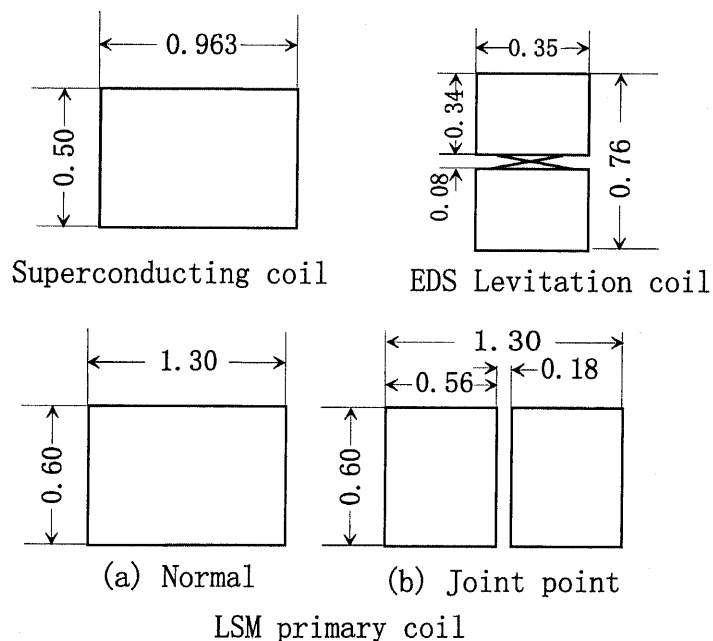 0.963
0.50
Superconducting coil
0.35
0.34
0.08
0.76
EDS Levitation coil
1.30
0.60
(a) Normal
1.30
0.56
0.18
0.60
(b) Joint point
LSM primary coil